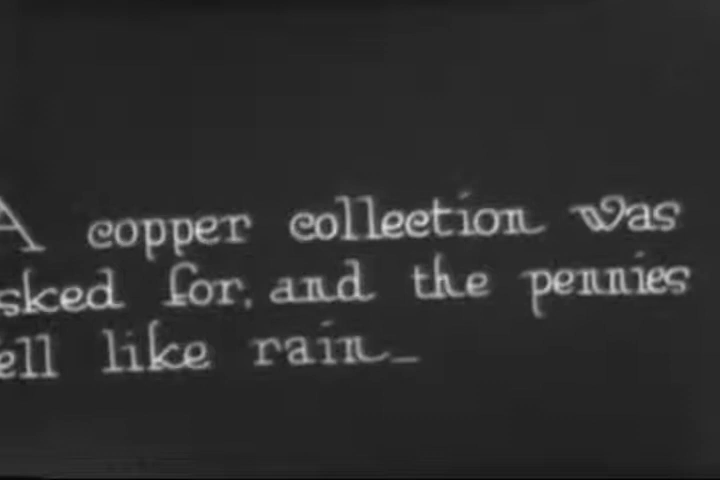 A copper collection was
sked for, and the pennies
ell like rain_